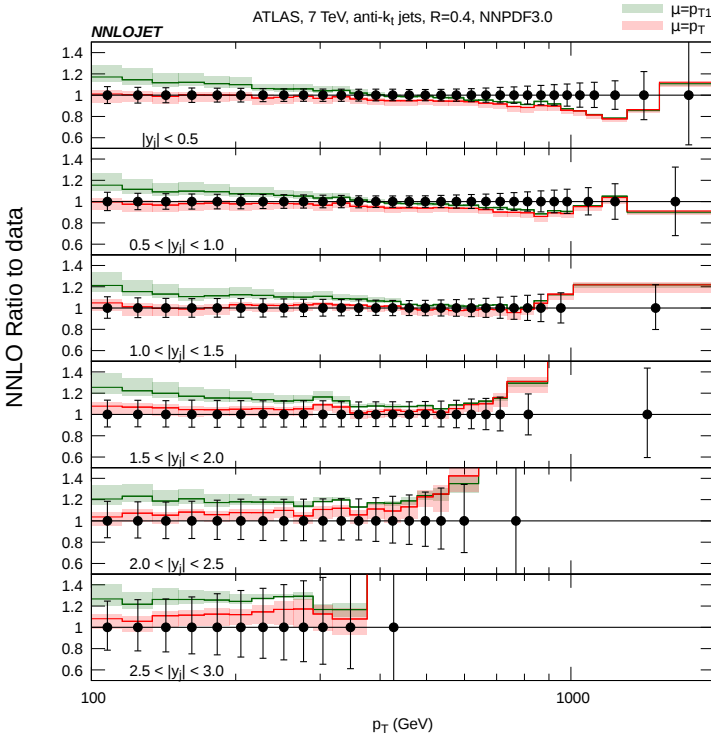 ATLAS, 7 TeV, anti-kt jets, R=0.4, NNPDF3.0
μ=pT1
μ=pT
NNLOJET
NNLO Ratio to data
1.4
1.2
1
0.8
0.6
|yj| < 0.5
1.4
1.2
1
0.8
0.6
0.5 < |yj| < 1.0
1.4
1.2
1
0.8
0.6
1.0 < |yj| < 1.5
1.4
1.2
1
0.8
0.6
1.5 < |yj| < 2.0
1.4
1.2
1
0.8
0.6
2.0 < |yj| < 2.5
1.4
1.2
1
0.8
0.6
2.5 < |yj| < 3.0
100
1000
pT (GeV)